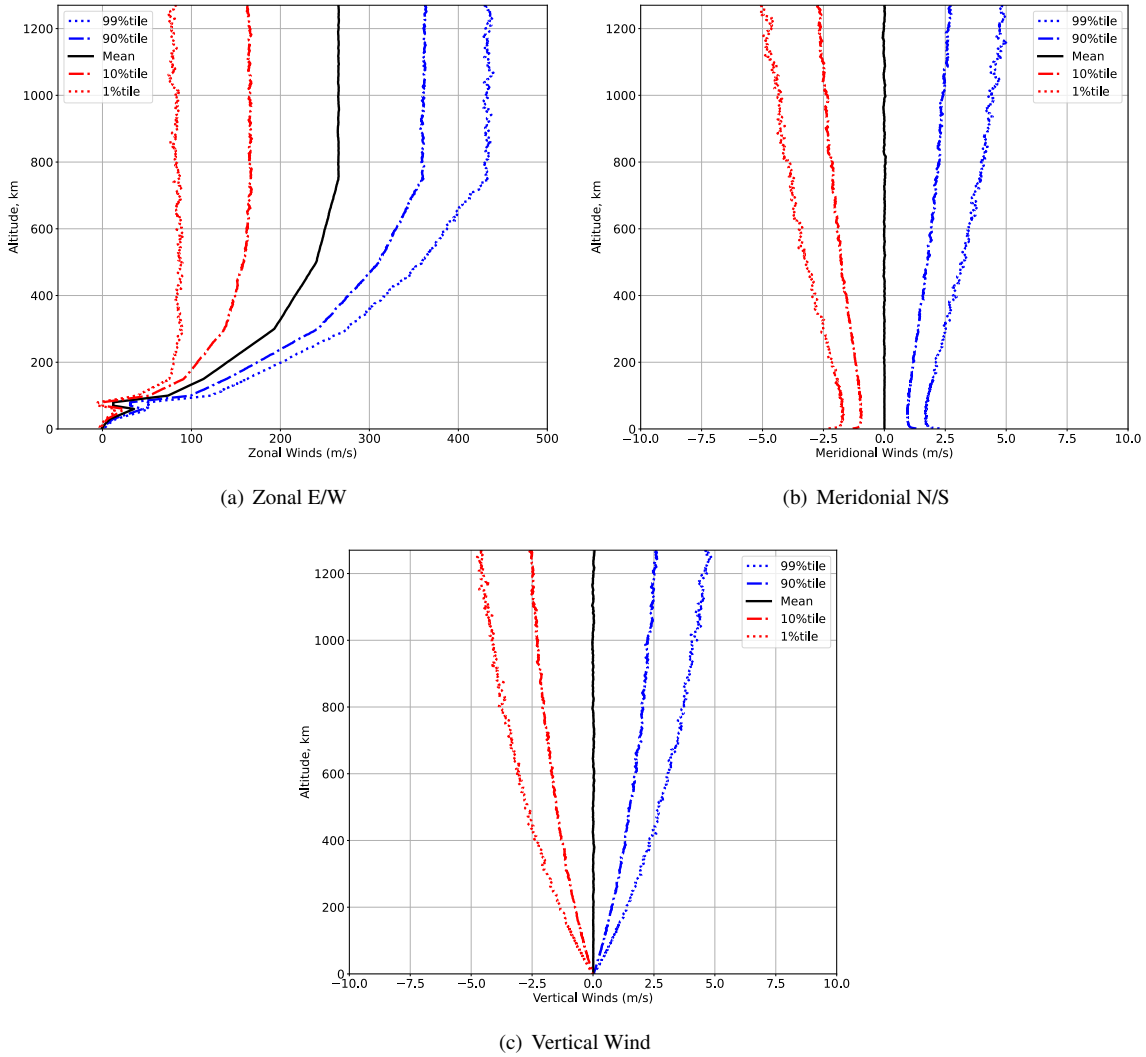 1200
1000
800
600
400
200
0
Altitude, km
99%tile
90%tile
Mean
10%tile
1%tile
0 100 200 300 400 500
Zonal Winds (m/s)
(a) Zonal E/W
1200
1000
800
600
400
200
0
Altitude, km
99%tile
90%tile
Mean
10%tile
1%tile
−10.0 −7.5 −5.0 −2.5 0.0 2.5 5.0 7.5 10.0
Meridional Winds (m/s)
(b) Meridonial N/S
1200
1000
800
600
400
200
0
Altitude, km
99%tile
90%tile
Mean
10%tile
1%tile
−10.0 −7.5 −5.0 −2.5 0.0 2.5 5.0 7.5 10.0
Vertical Winds (m/s)
(c) Vertical Wind